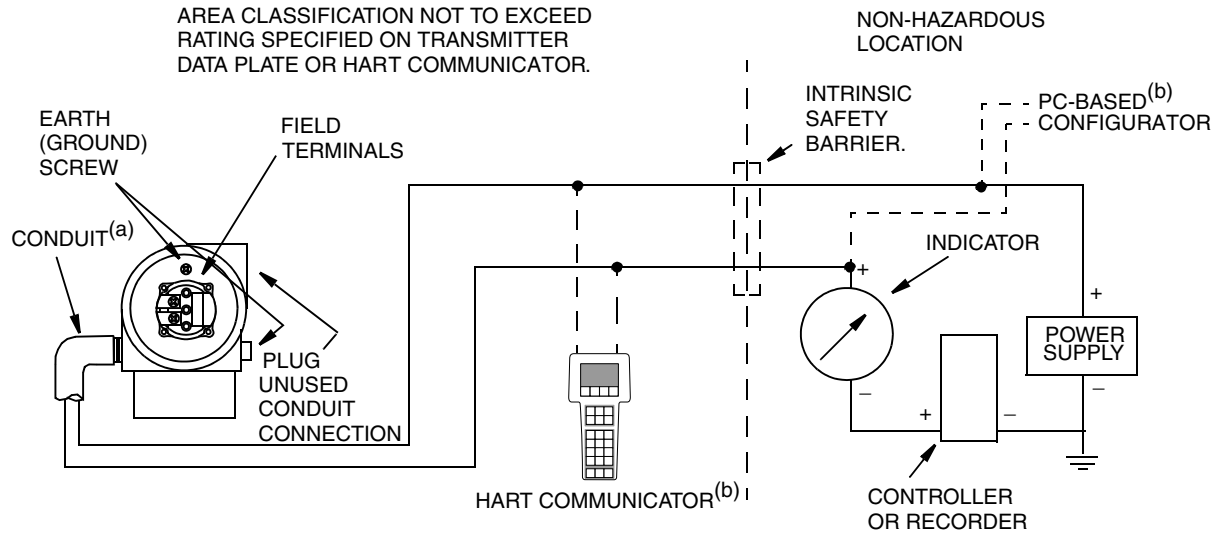 AREA CLASSIFICATION NOT TO EXCEED
RATING SPECIFIED ON TRANSMITTER
DATA PLATE OR HART COMMUNICATOR.
NON-HAZARDOUS
LOCATION
EARTH
(GROUND)
SCREW
FIELD
TERMINALS
INTRINSIC
SAFETY
BARRIER.
PC-BASED(b)
CONFIGURATOR
CONDUIT(a)
INDICATOR
+
+
POWER
SUPPLY
PLUG
UNUSED
CONDUIT
CONNECTION
–
+
–
–
HART COMMUNICATOR(b)
CONTROLLER
OR RECORDER